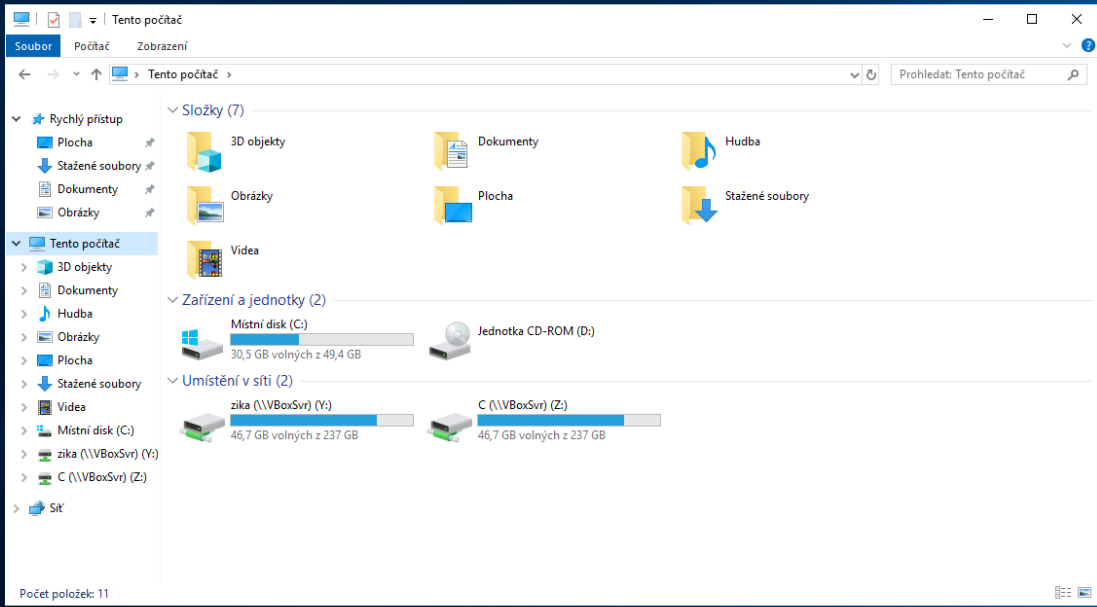 Tento počítač
Soubor Počítač Zobrazení
Tento počítač
Prohledat: Tento počítač
Rychlý přístup
Plocha
Stažené soubory
Dokumenty
Obrázky
Tento počítač
3D objekty
Dokumenty
Hudba
Obrázky
Plocha
Stažené soubory
Videa
Místní disk (C:)
zika (\\VBoxSvr) (Y:)
C (\\VBoxSvr) (Z:)
Síť
Složky (7)
3D objekty
Dokumenty
Hudba
Obrázky
Plocha
Stažené soubory
Videa
Zařízení a jednotky (2)
Místní disk (C:)
30,5 GB volných z 49,4 GB
Jednotka CD-ROM (D:)
Umístění v síti (2)
zika (\\VBoxSvr) (Y:)
46,7 GB volných z 237 GB
C (\\VBoxSvr) (Z:)
46,7 GB volných z 237 GB
Počet položek: 11